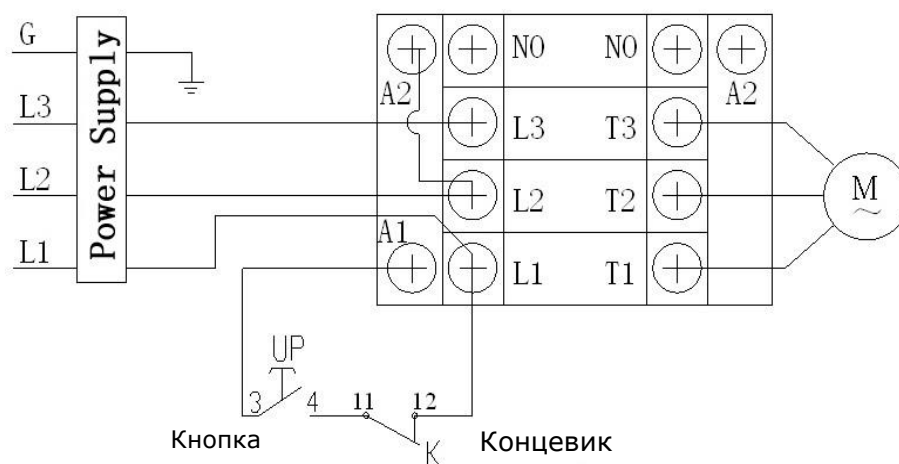 G
L3
L2
L1
Power Supply
A2
NO
NO
A2
L3
T3
L2
T2
A1
L1
T1
M
~
UP
3
4
11
12
K
Кнопка
Концевик